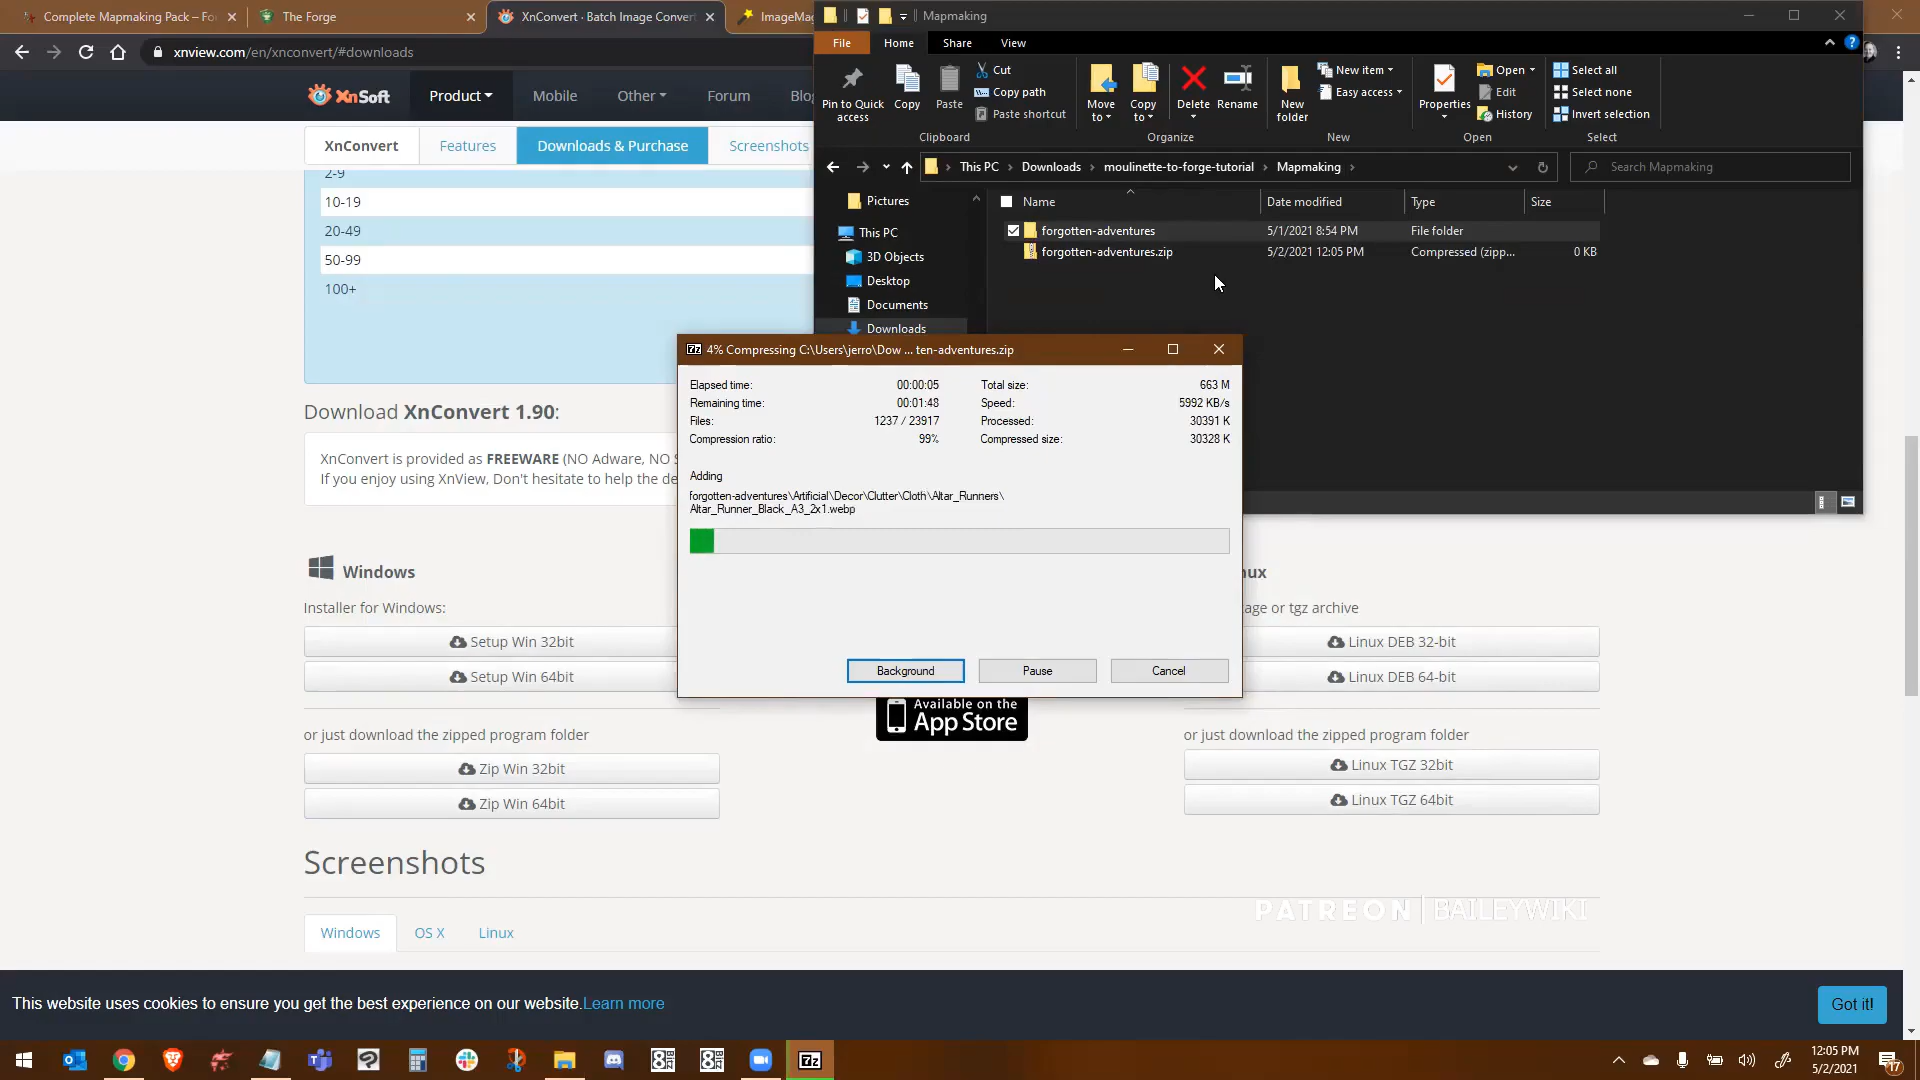 Complete Mapmaking Pack – Fo
The Forge
XnConvert · Batch Image Convert
ImageMa
Mapmaking
xnview.com/en/xnconvert/#downloads
File
Home
Share
View
Pin to Quick access
Copy
Paste
Cut
Copy path
Paste shortcut
Move to
Copy to
Delete
Rename
New folder
New item
Easy access
Properties
Open
Edit
History
Select all
Select none
Invert selection
Clipboard
Organize
New
Open
Select
XnSoft
Product
Mobile
Other
Forum
Blog
XnConvert
Features
Downloads & Purchase
Screenshots
This PC
Downloads
moulinette-to-forge-tutorial
Mapmaking
Search Mapmaking
Pictures
This PC
3D Objects
Desktop
Documents
Downloads
Name
Date modified
Type
Size
forgotten-adventures
5/1/2021 8:54 PM
File folder
forgotten-adventures.zip
5/2/2021 12:05 PM
Compressed (zipp...
0 KB
2-9
10-19
20-49
50-99
100+
4% Compressing C:\Users\jerro\Dow ... ten-adventures.zip
Elapsed time: 00:00:05
Total size: 663 M
Remaining time: 00:01:48
Speed: 5992 KB/s
Files: 1237 / 23917
Processed: 30391 K
Compression ratio: 99%
Compressed size: 30328 K
Adding
forgotten-adventures\Artificial\Decor\Clutter\Cloth\Altar_Runners\
Altar_Runner_Black_A3_2x1.webp
Background
Pause
Cancel
Download XnConvert 1.90:
XnConvert is provided as FREEWARE (NO Adware, NO S
If you enjoy using XnView, Don't hesitate to help the de
Windows
nux
Installer for Windows:
age or tgz archive
Setup Win 32bit
Setup Win 64bit
Linux DEB 32-bit
Linux DEB 64-bit
Available on the
App Store
or just download the zipped program folder
or just download the zipped program folder
Zip Win 32bit
Zip Win 64bit
Linux TGZ 32bit
Linux TGZ 64bit
Screenshots
PATREON | BAILEYWIKI
Windows
OS X
Linux
This website uses cookies to ensure you get the best experience on our website.Learn more
Got it!
12:05 PM
5/2/2021
17